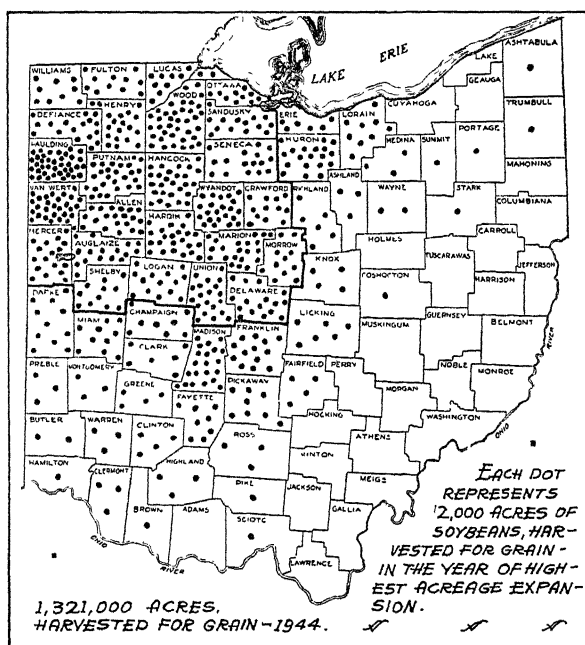 LAKE ERIE
ASHTABULA
LAKE
GEAUGA
WILLIAMS
FULTON
LUCAS
OTTAWA
WOOD
CUYAHOGA
TRUMBULL
DEFIANCE
HENRY
SANDUSKY
ERIE
LORAIN
PORTAGE
SENECA
HURON
MEDINA
SUMMIT
PAULDING
PUTNAM
HANCOCK
ASHLAND
MAHONING
VAN WERT
WYANDOT
CRAWFORD
RICHLAND
WAYNE
STARK
ALLEN
COLUMBIANA
HARDIN
MERCER
AUGLAIZE
MARION
MORROW
HOLMES
CARROLL
TUSCARAWAS
JEFFERSON
SHELBY
LOGAN
UNION
KNOX
COSHOCTON
HARRISON
DARKE
DELAWARE
MIAMI
CHAMPAIGN
MADISON
FRANKLIN
LICKING
GUERNSEY
BELMONT
MUSKINGUM
RIVER
CLARK
PREBLE
MONTGOMERY
FAIRFIELD
PERRY
NOBLE
MONROE
GREENE
PICKAWAY
MORGAN
FAYETTE
WASHINGTON
HOCKING
BUTLER
WARREN
CLINTON
ROSS
ATHENS
OHIO
VINTON
HAMILTON
CLERMONT
HIGHLAND
PIKE
JACKSON
MEIGS
BROWN
ADAMS
SCIOTO
GALLIA
OHIO
RIVER
LAWRENCE
EACH DOT
REPRESENTS
2,000 ACRES OF
SOYBEANS, HAR-
VESTED FOR GRAIN-
IN THE YEAR OF HIGH-
EST ACREAGE EXPAN-
SION.
1,321,000 ACRES,
HARVESTED FOR GRAIN-1944.